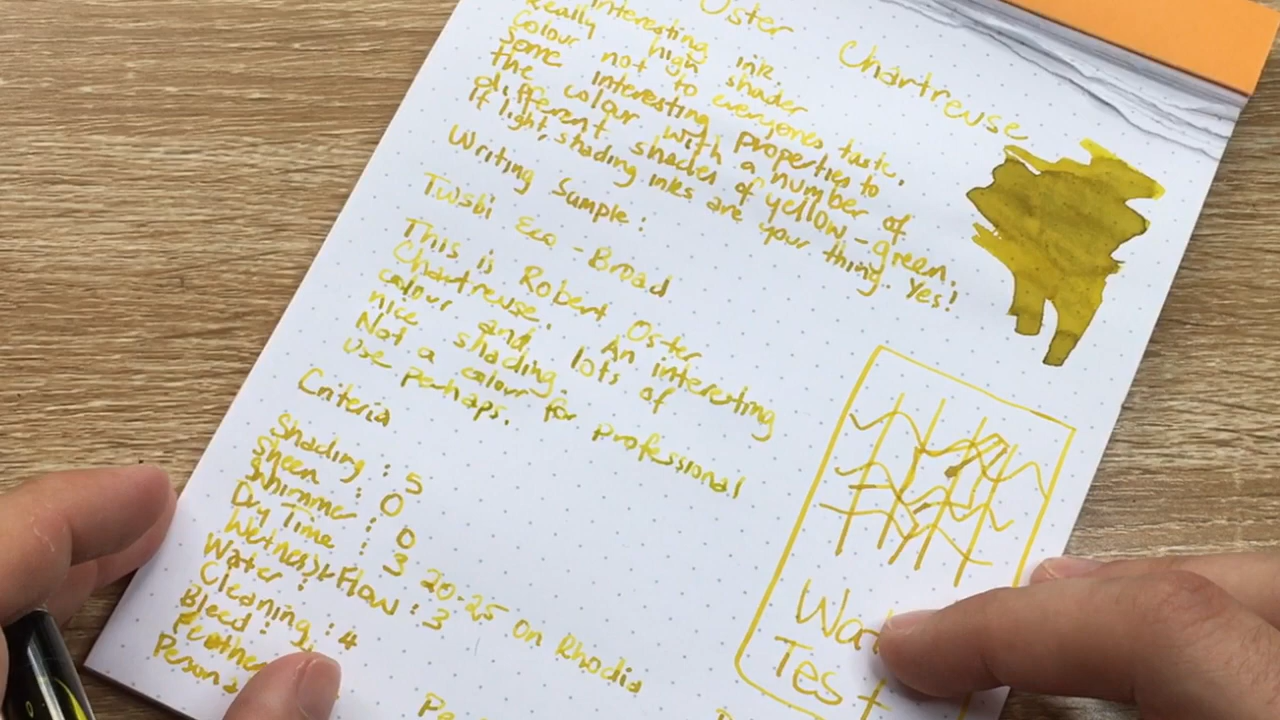 Oster Chartreuse
Interesting ink.
Really high shader
Colour not to everyones taste.
Some interesting properties to
the colour with a number of
different shades of yellow-green.
If light, shading inks are your thing. Yes!
Writing Sample:
Twsbi Eco - Broad
This is Robert Oster
Chartreuse. An interesting
colour and lots of
nice shading.
Not a colour for professional
use perhaps.
Criteria
Shading : 5
Sheen : 0
Shimmer : 0
Dry Time : 3 20-25 on Rhodia
Wetness + Flow : 3
Water :
Cleaning : 4
Bleed :
Test